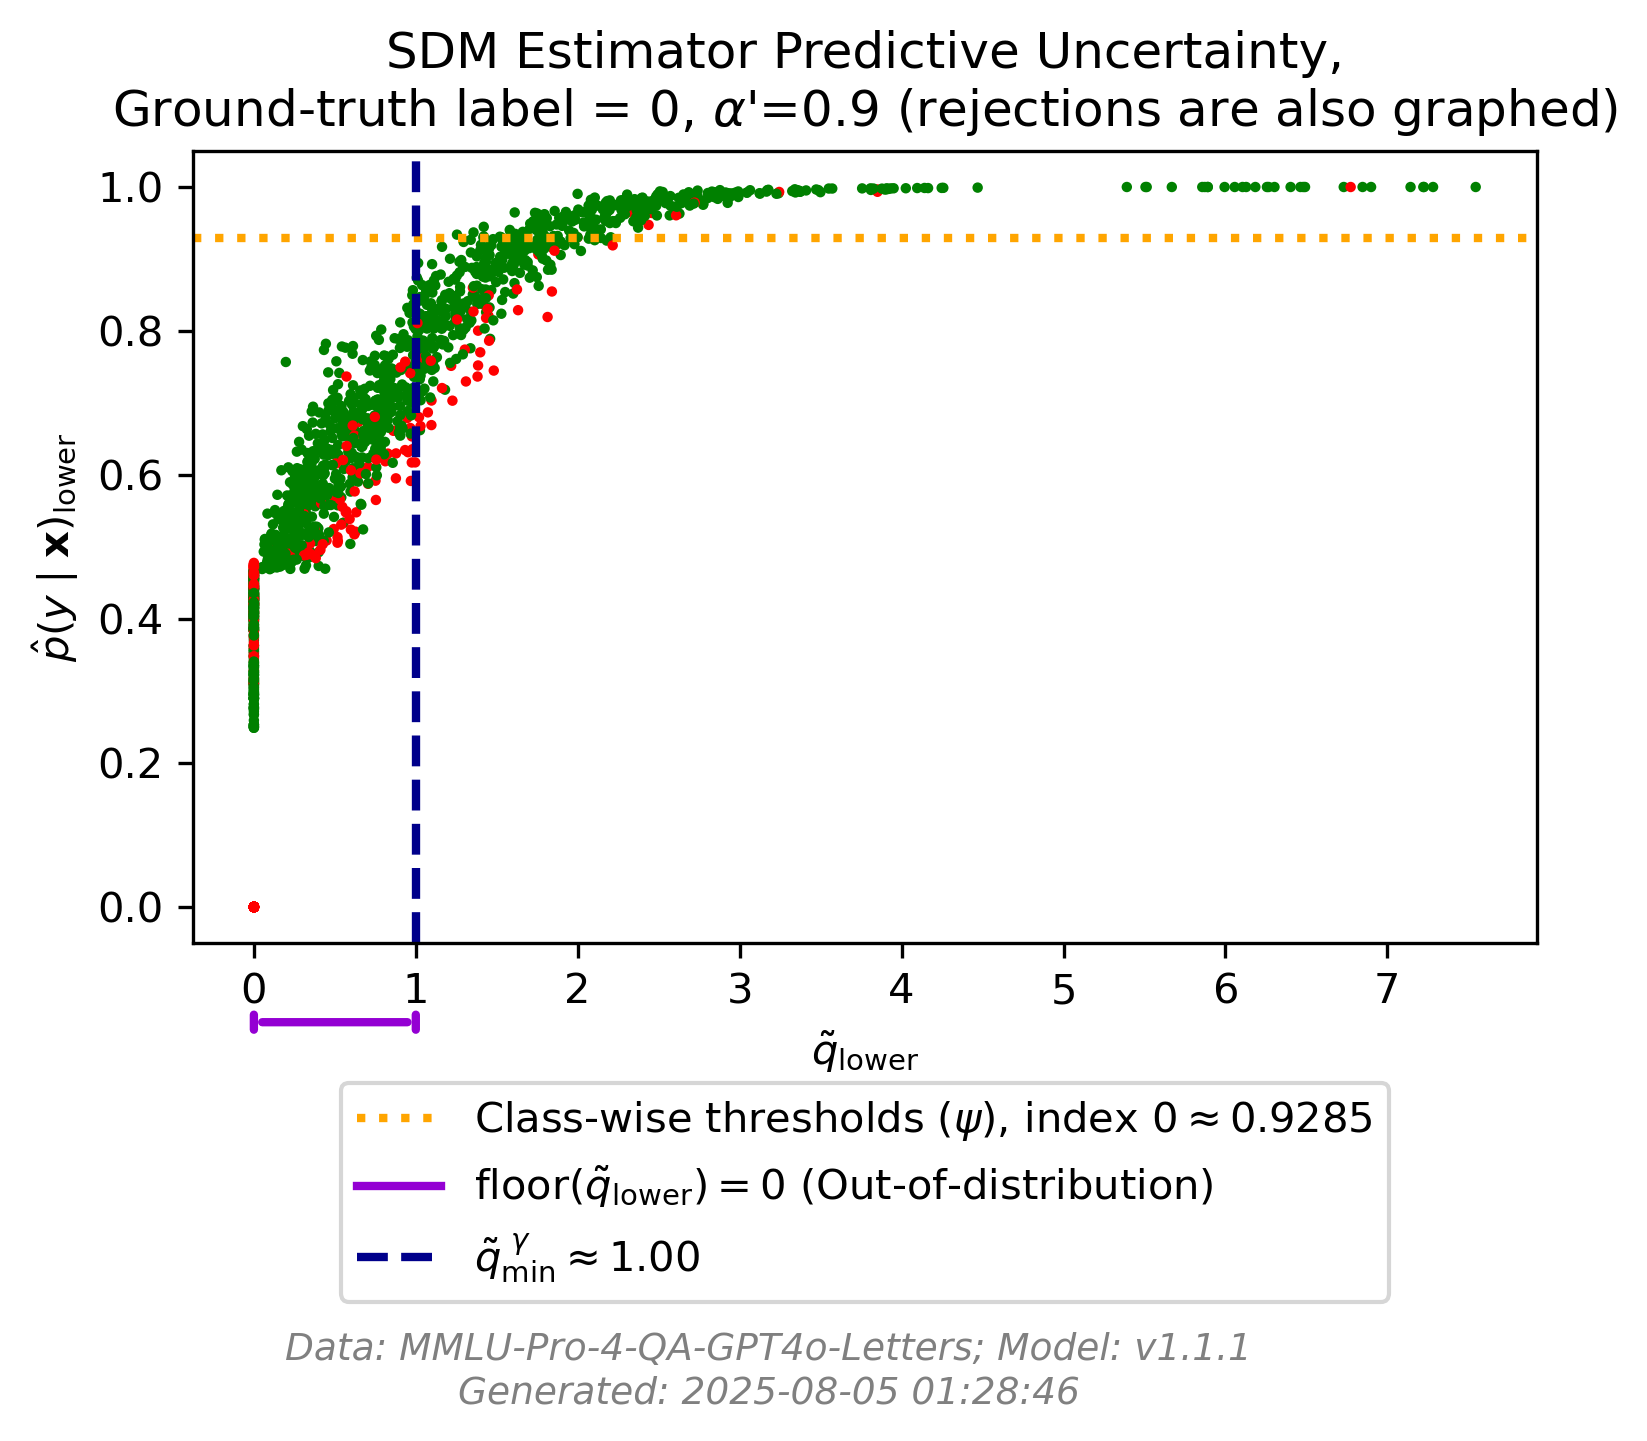 SDM Estimator Predictive Uncertainty,
Ground-truth label = 0, α'=0.9 (rejections are also graphed)
p̂(y | x)lower
1.0
0.8
0.6
0.4
0.2
0.0
0 1 2 3 4 5 6 7
q̃lower
Class-wise thresholds (ψ), index 0 ≈ 0.9285
floor(q̃lower) = 0 (Out-of-distribution)
q̃γmin ≈ 1.00
Data: MMLU-Pro-4-QA-GPT4o-Letters; Model: v1.1.1
Generated: 2025-08-05 01:28:46